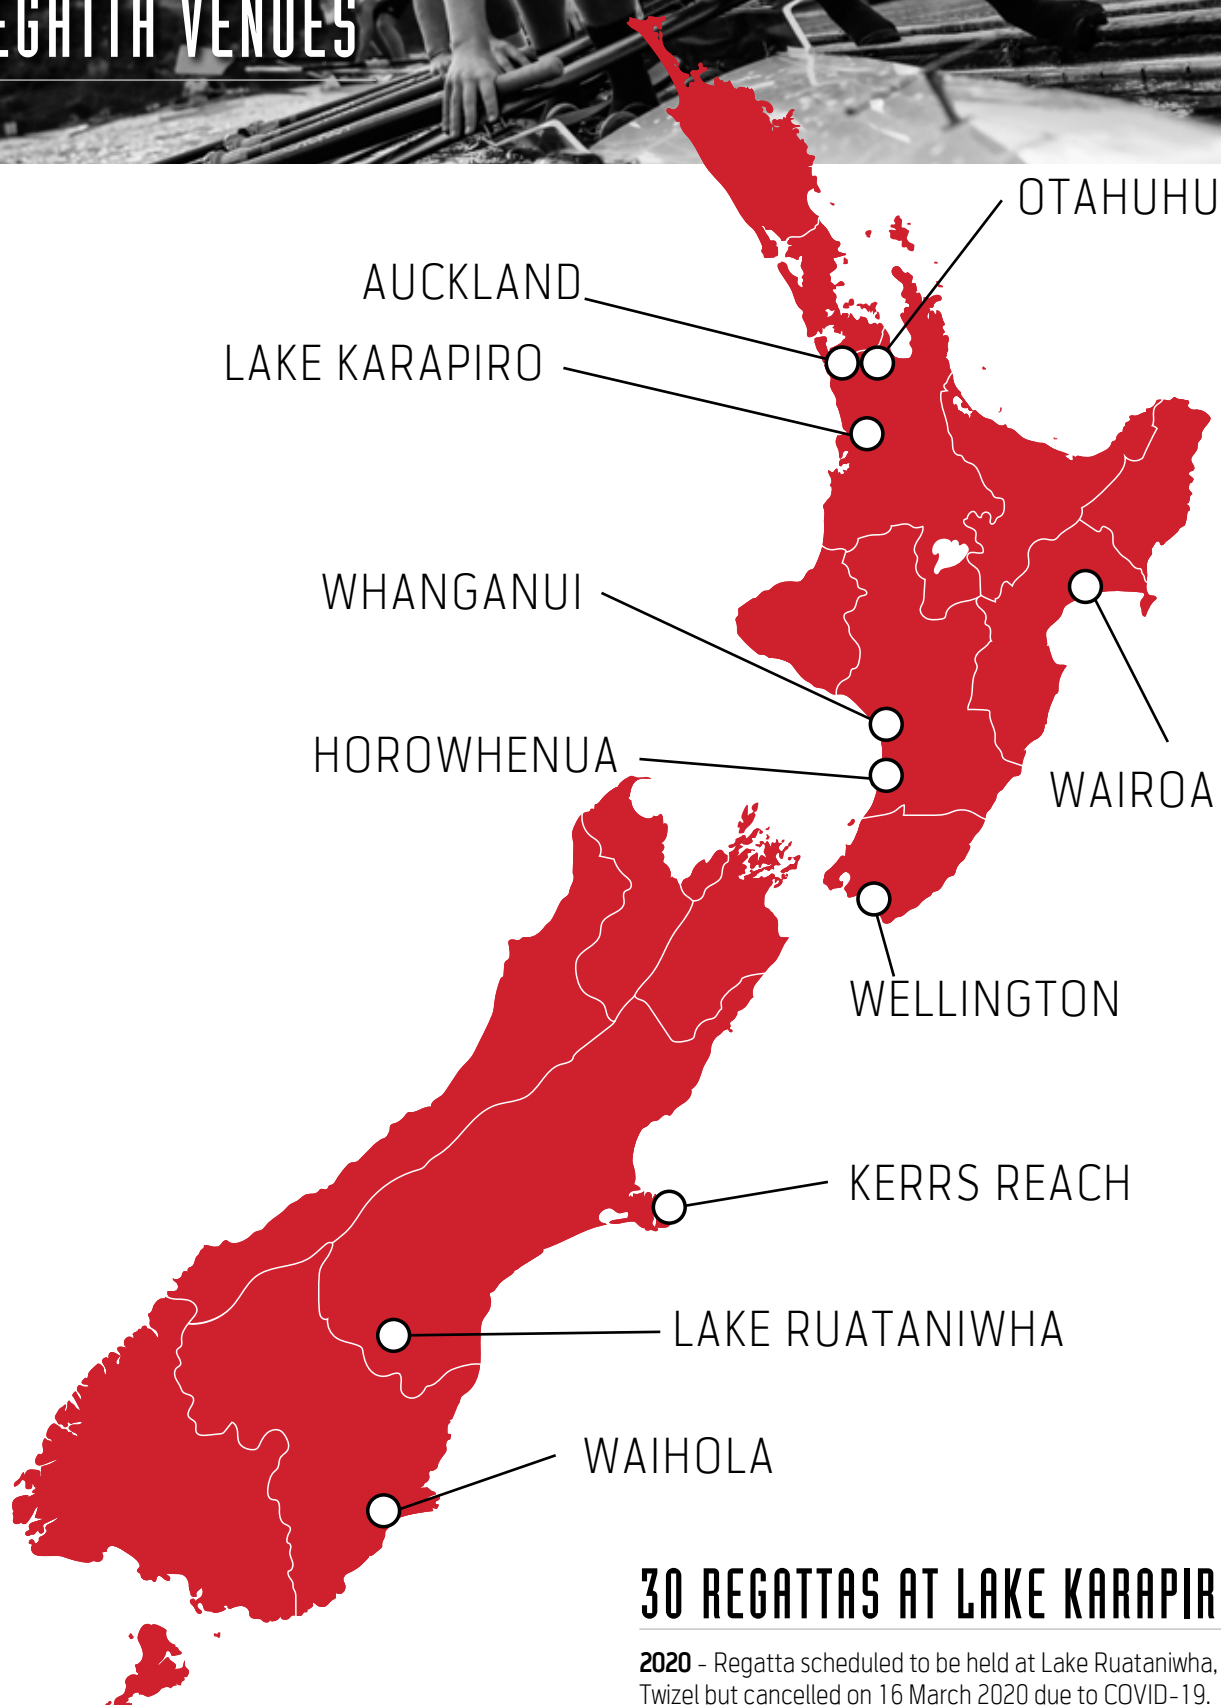 EGATTA VENUES
OTAHUHU
AUCKLAND
LAKE KARAPIRO
WHANGANUI
HOROWHENUA
WAIROA
WELLINGTON
KERRS REACH
LAKE RUATANIWHA
WAIHOLA
30 REGATTAS AT LAKE KARAPIR
2020 - Regatta scheduled to be held at Lake Ruataniwha,
Twizel but cancelled on 16 March 2020 due to COVID-19.